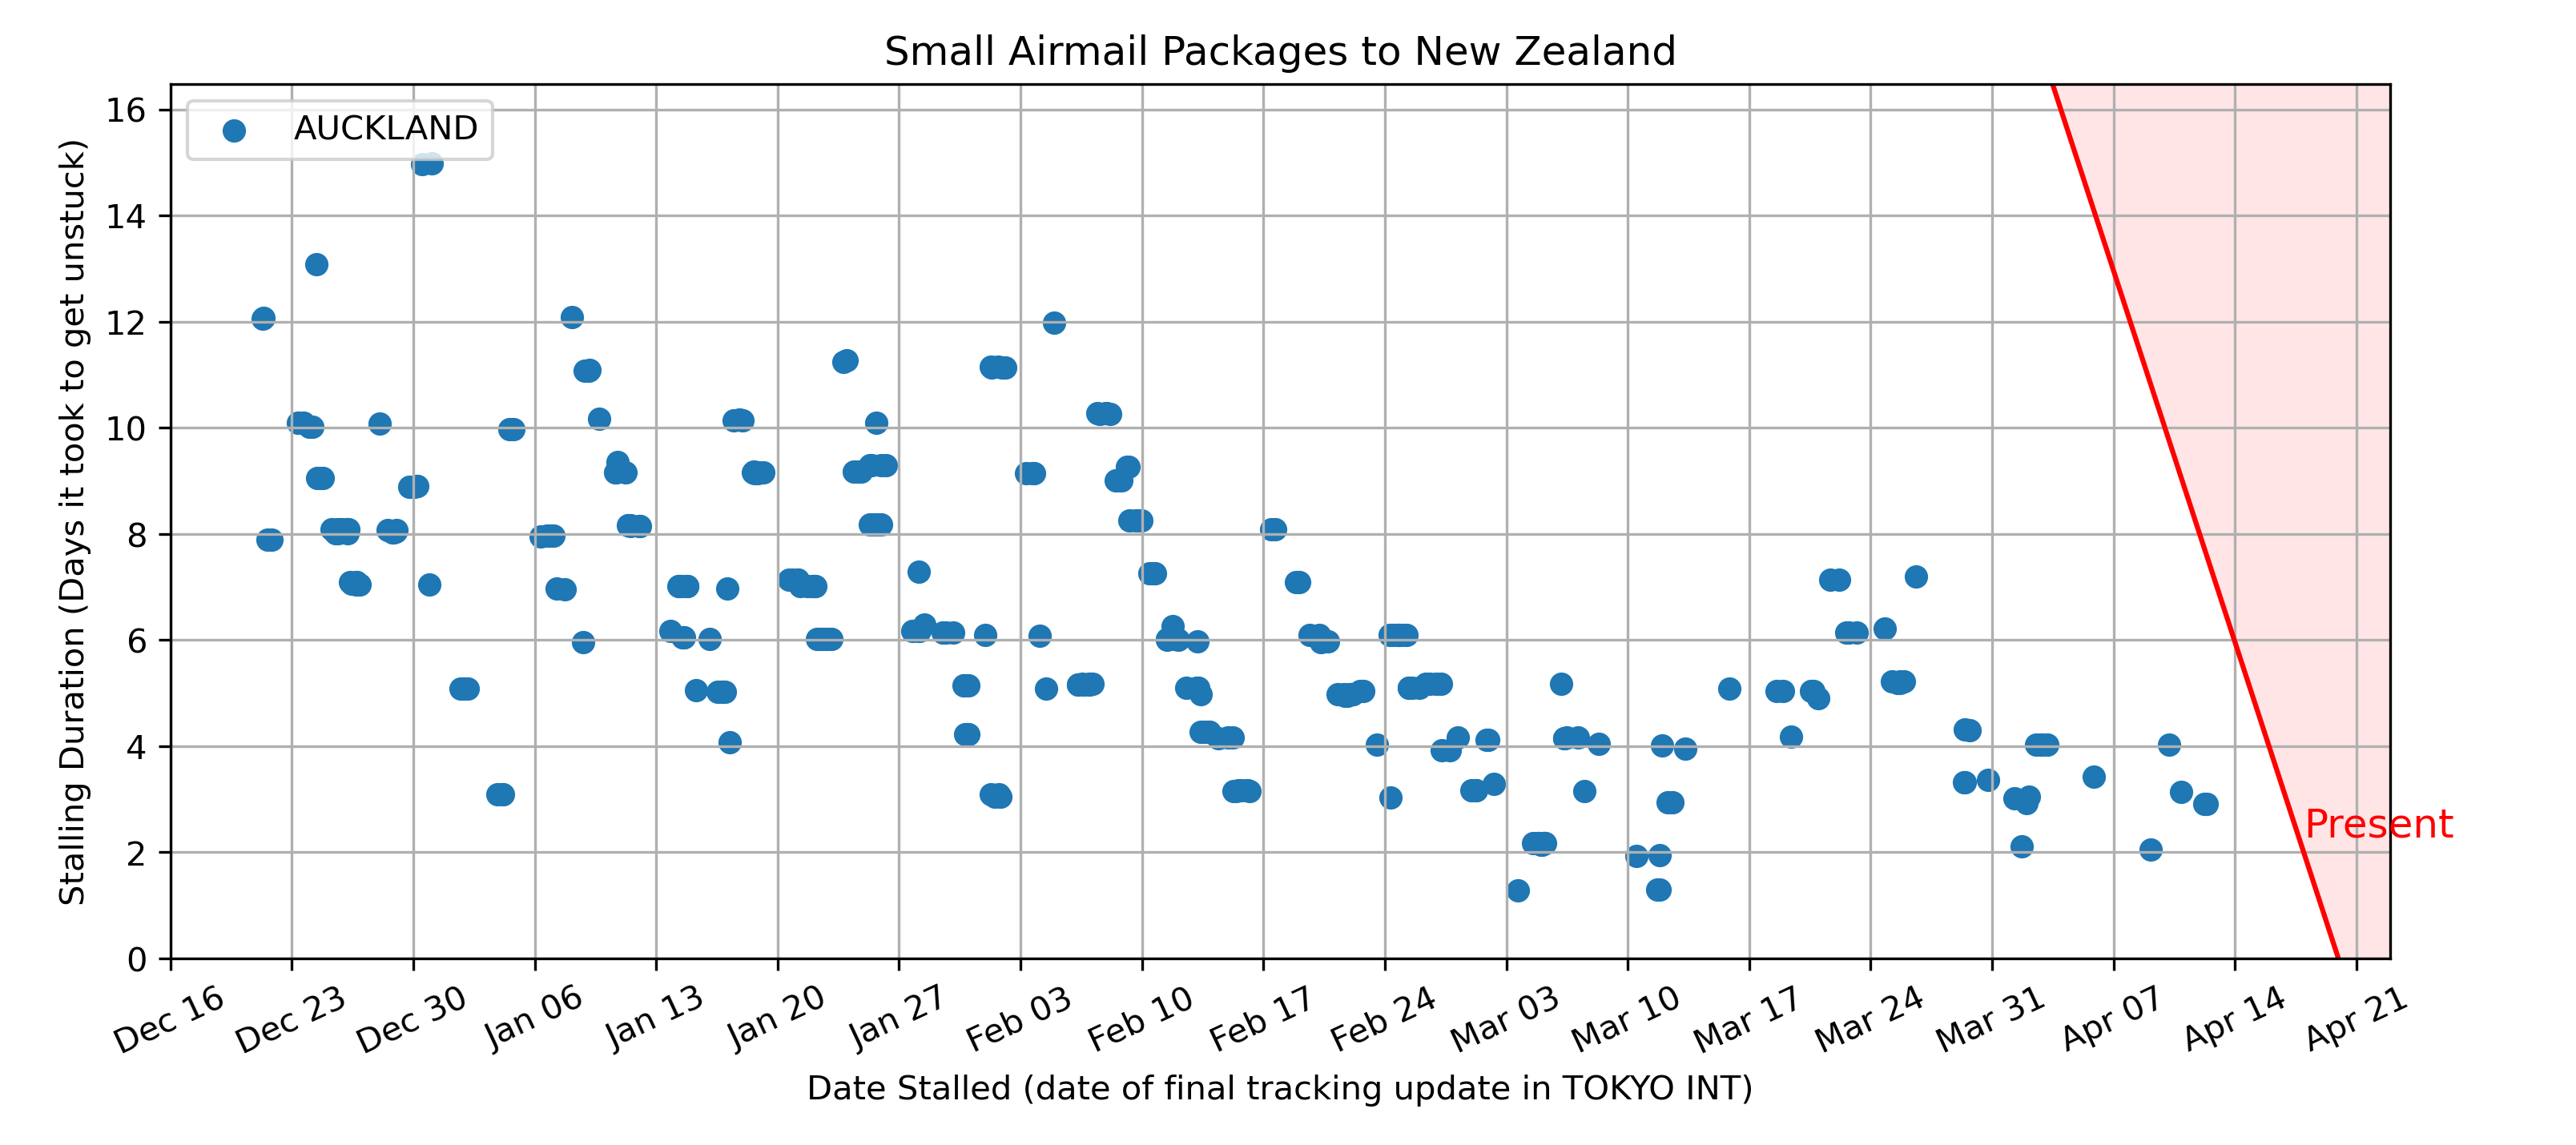 Small Airmail Packages to New Zealand
AUCKLAND
Stalling Duration (Days it took to get unstuck)
16
14
12
10
8
6
4
2
0
Present
Dec 16 Dec 23 Dec 30 Jan 06 Jan 13 Jan 20 Jan 27 Feb 03 Feb 10 Feb 17 Feb 24 Mar 03 Mar 10 Mar 17 Mar 24 Mar 31 Apr 07 Apr 14 Apr 21
Date Stalled (date of final tracking update in TOKYO INT)